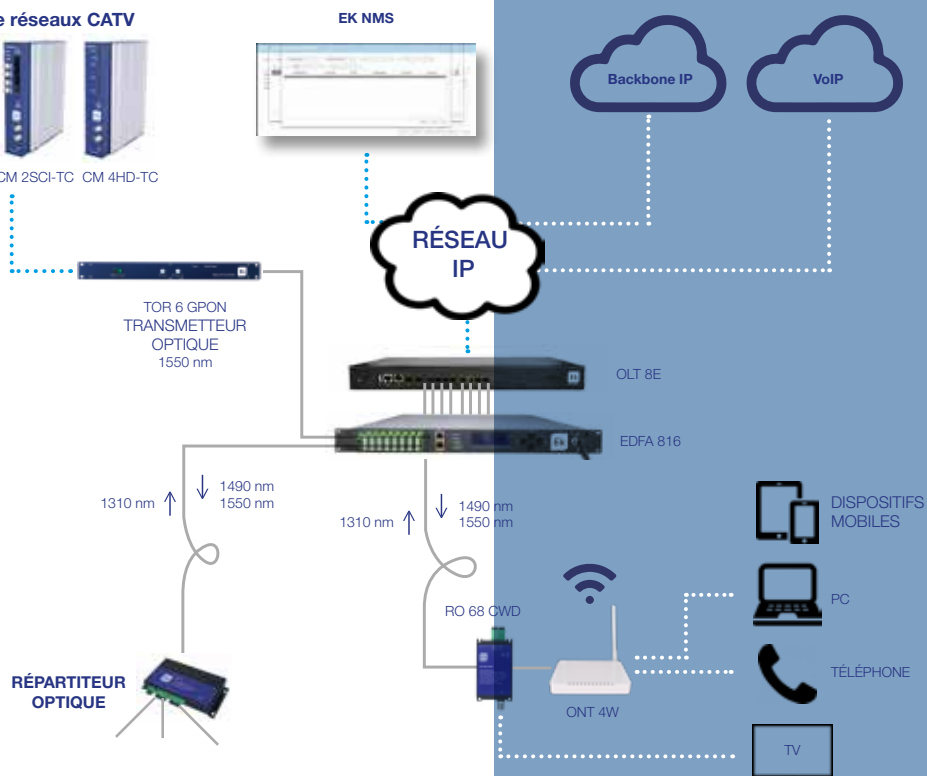 e réseaux CATV
EK NMS
Backbone IP
VoIP
CM 2SCI-TC CM 4HD-TC
RÉSEAU
IP
TOR 6 GPON
TRANSMETTEUR
OPTIQUE
1550 nm
OLT 8E
EDFA 816
1310 nm
1490 nm
1550 nm
1310 nm
1490 nm
1550 nm
DISPOSITIFS
MOBILES
PC
RO 68 CWD
TÉLÉPHONE
RÉPARTITEUR
OPTIQUE
ONT 4W
TV